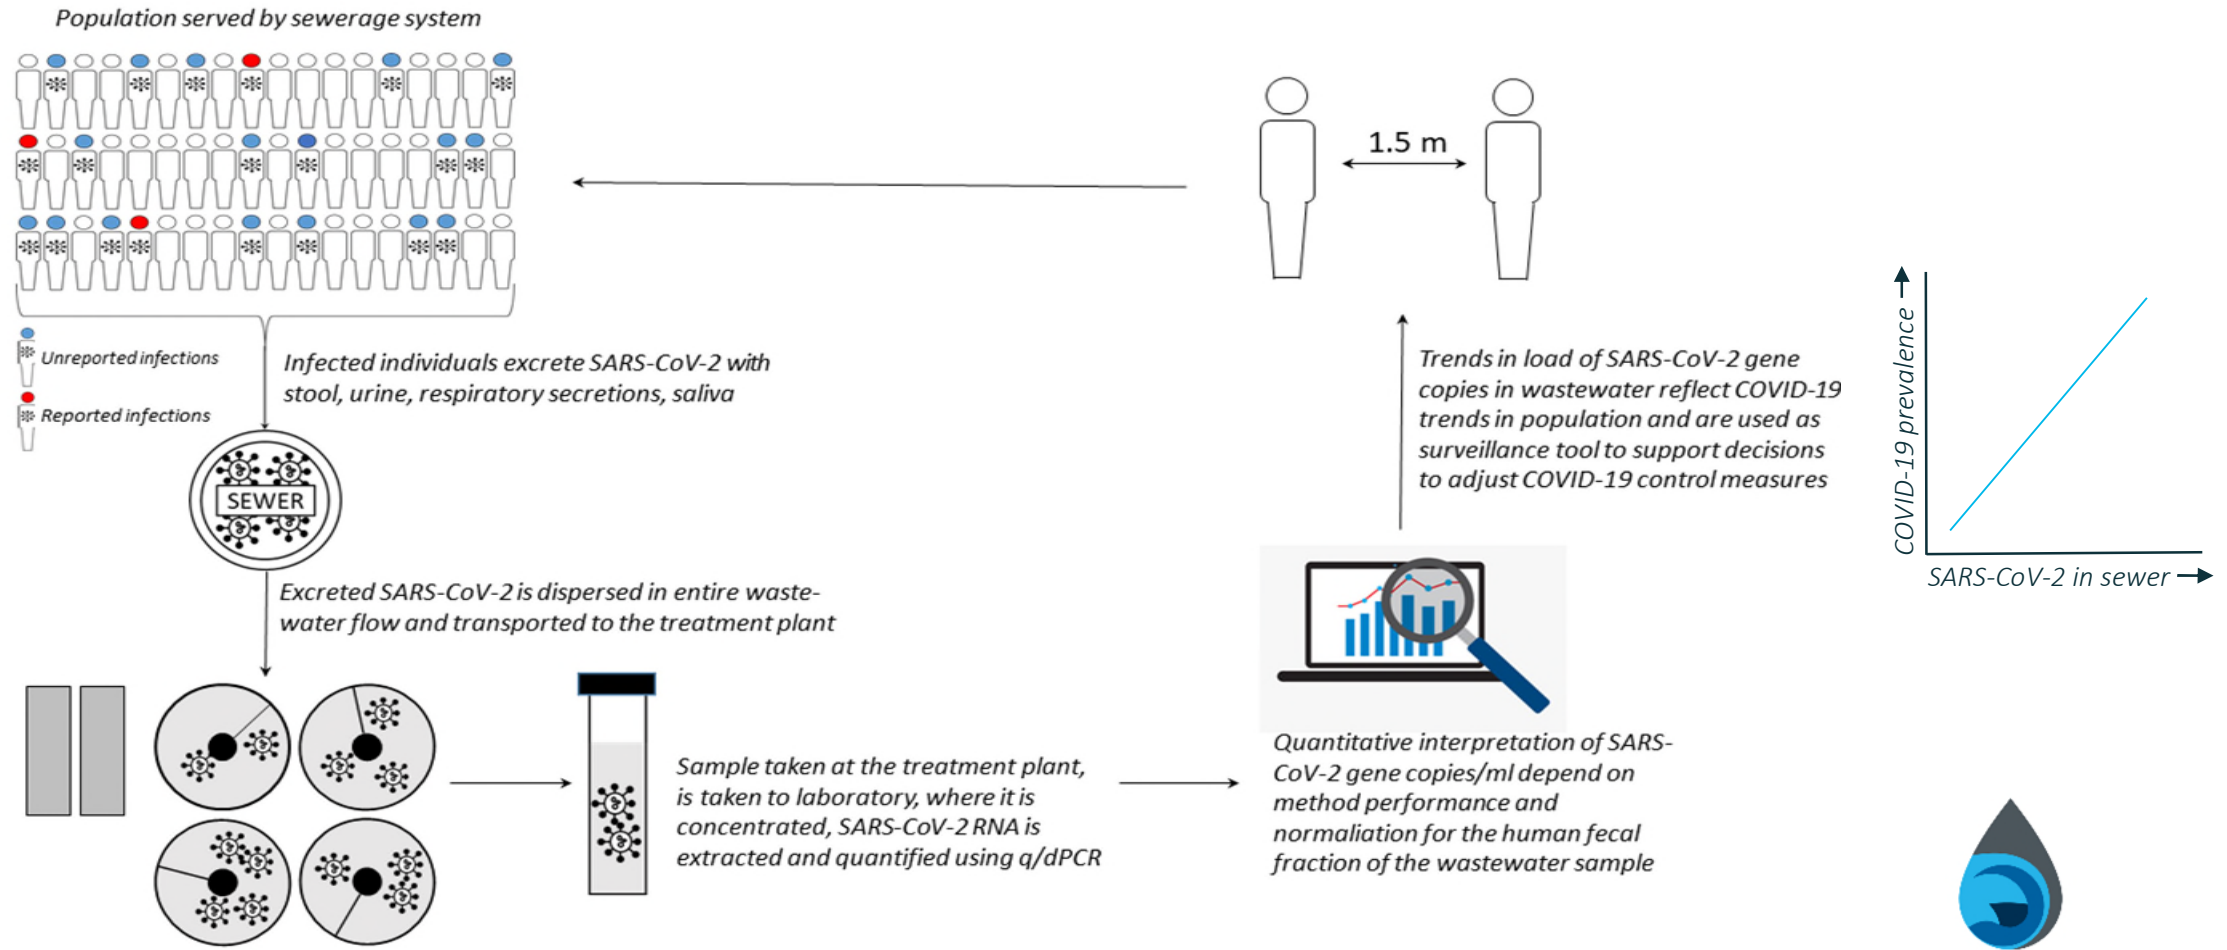 Population served by sewerage system
1.5 m
Unreported infections
Reported infections
Infected individuals excrete SARS-CoV-2 with
stool, urine, respiratory secretions, saliva
SEWER
Excreted SARS-CoV-2 is dispersed in entire waste-
water flow and transported to the treatment plant
Sample taken at the treatment plant,
is taken to laboratory, where it is
concentrated, SARS-CoV-2 RNA is
extracted and quantified using q/dPCR
Quantitative interpretation of SARS-
CoV-2 gene copies/ml depend on
method performance and
normaliation for the human fecal
fraction of the wastewater sample
Trends in load of SARS-CoV-2 gene
copies in wastewater reflect COVID-19
trends in population and are used as
surveillance tool to support decisions
to adjust COVID-19 control measures
COVID-19 prevalence
SARS-CoV-2 in sewer